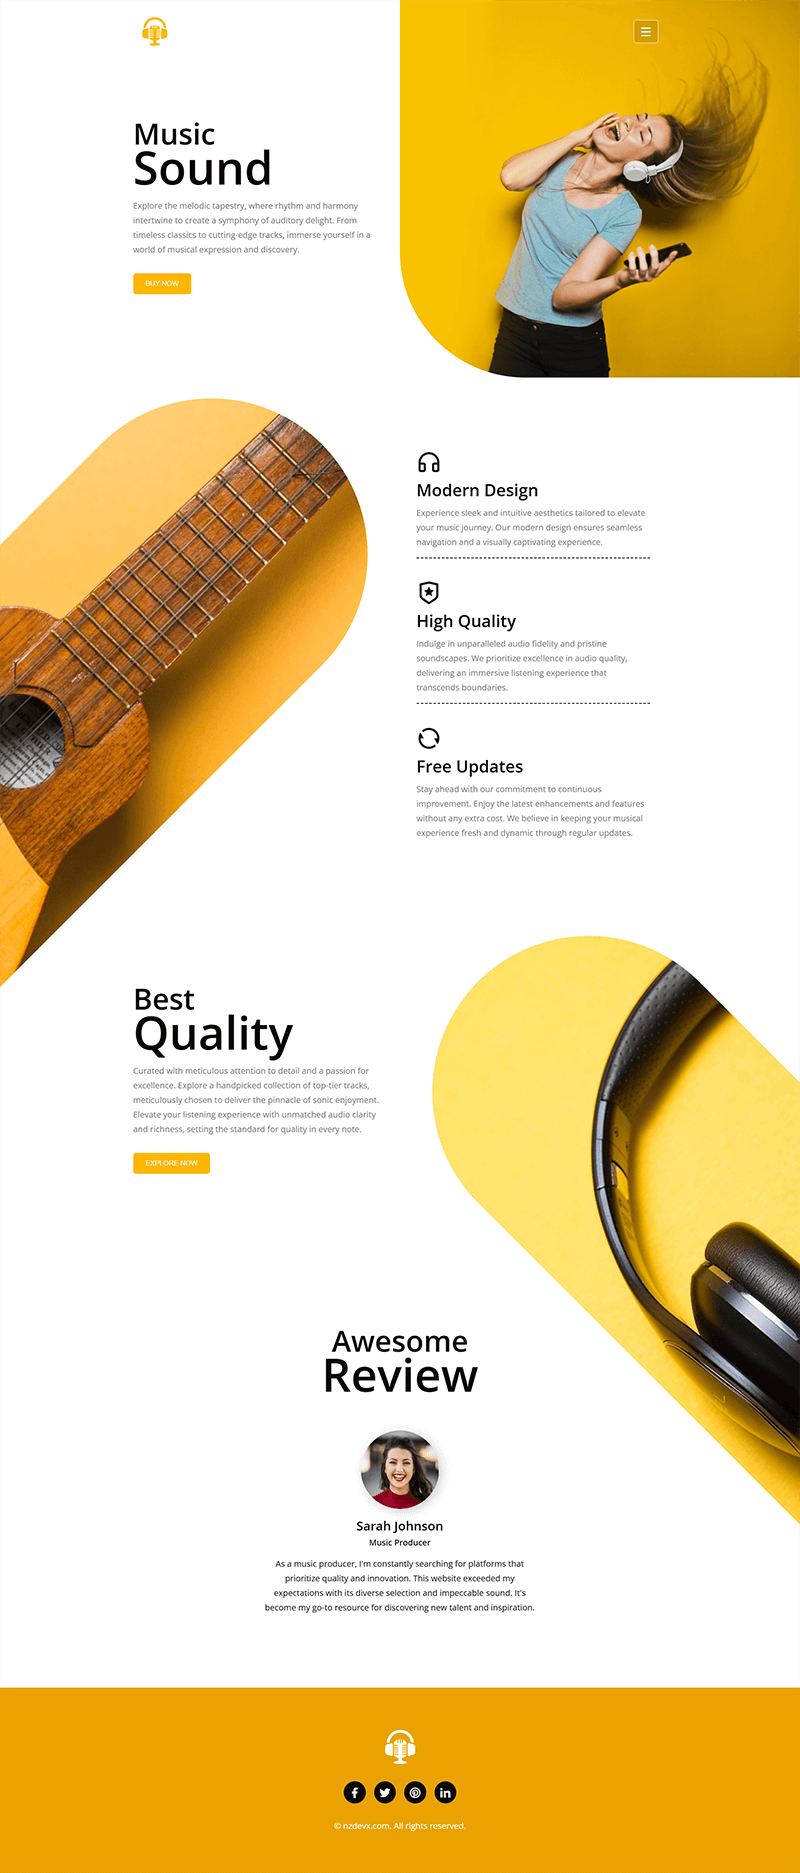 Music
Sound
Explore the melodic tapestry, where rhythm and harmony
intertwine to create a symphony of auditory delight. From
timeless classics to cutting-edge tracks, immerse yourself in a
world of musical expression and discovery.
BUY NOW
Modern Design
Experience sleek and intuitive aesthetics tailored to elevate
your music journey. Our modern design ensures seamless
navigation and a visually captivating experience.
High Quality
Indulge in unparalleled audio fidelity and pristine
soundscapes. We prioritize excellence in audio quality,
delivering an immersive listening experience that
transcends boundaries.
Free Updates
Stay ahead with our commitment to continuous
improvement. Enjoy the latest enhancements and features
without any extra cost. We believe in keeping your musical
experience fresh and dynamic through regular updates.
Best
Quality
Curated with meticulous attention to detail and a passion for
excellence. Explore a handpicked collection of top-tier tracks,
meticulously chosen to deliver the pinnacle of sonic enjoyment.
Elevate your listening experience with unmatched audio clarity
and richness, setting the standard for quality in every note.
EXPLORE NOW
Awesome
Review
Sarah Johnson
Music Producer
As a music producer, I'm constantly searching for platforms that
prioritize quality and innovation. This website exceeded my
expectations with its diverse selection and impeccable sound. It's
become my go-to resource for discovering new talent and inspiration.
© nzdevx.com. All rights reserved.